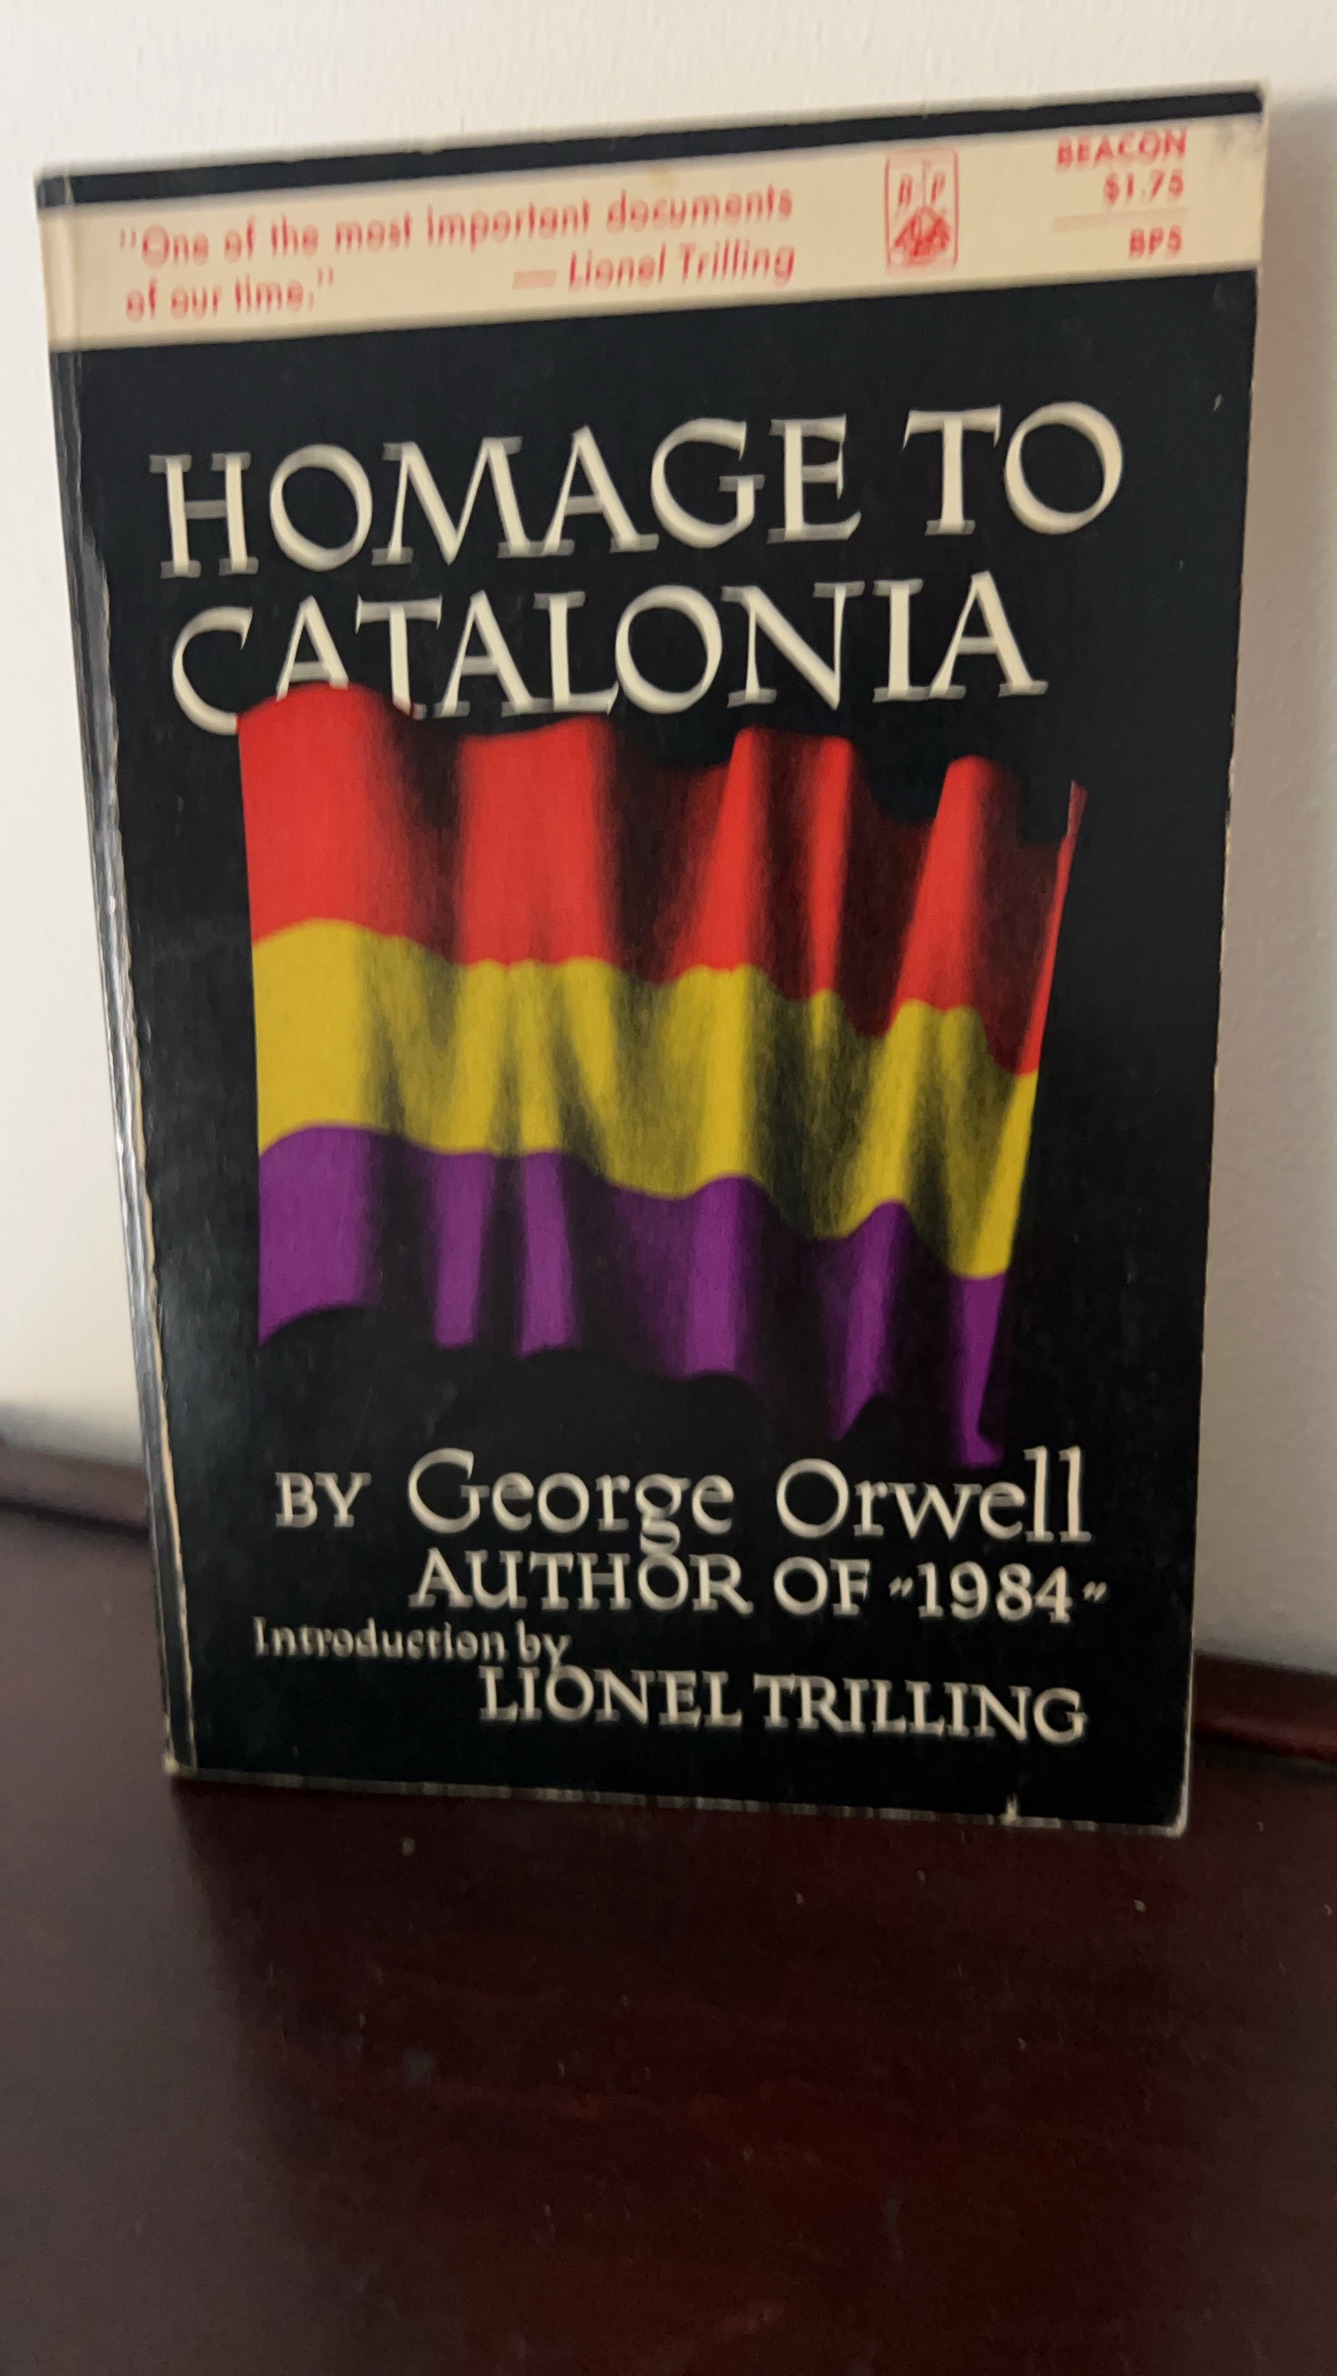 "One of the most important documents
of our time." — Lionel Trilling
B P
BEACON
$1.75
BP5
HOMAGE TO
CATALONIA
BY George Orwell
AUTHOR OF "1984"
Introduction by
LIONEL TRILLING